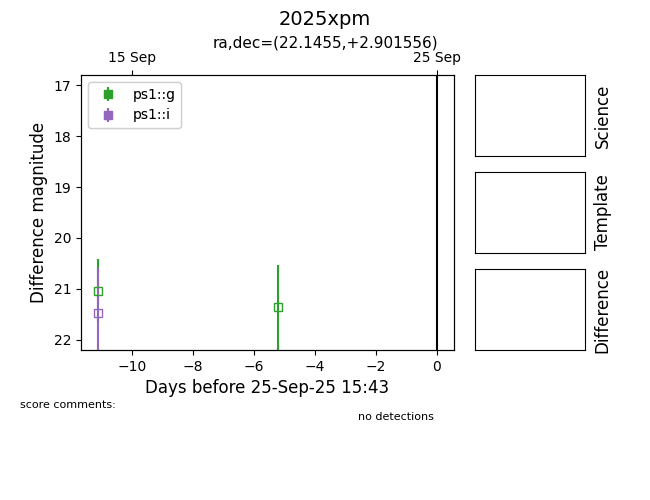 2025xpm
ra,dec=(22.1455,+2.901556)
15 Sep
25 Sep
17
18
19
20
21
22
Difference magnitude
ps1::g
ps1::i
−10
−8
−6
−4
−2
0
Days before 25-Sep-25 15:43
Science
Template
Difference
score comments:
no detections